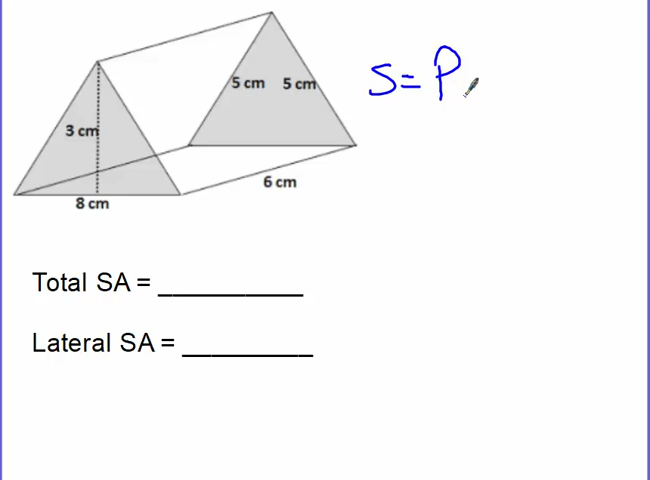 5 cm 5 cm
S = P
3 cm
6 cm
8 cm
Total SA = __________
Lateral SA = _________